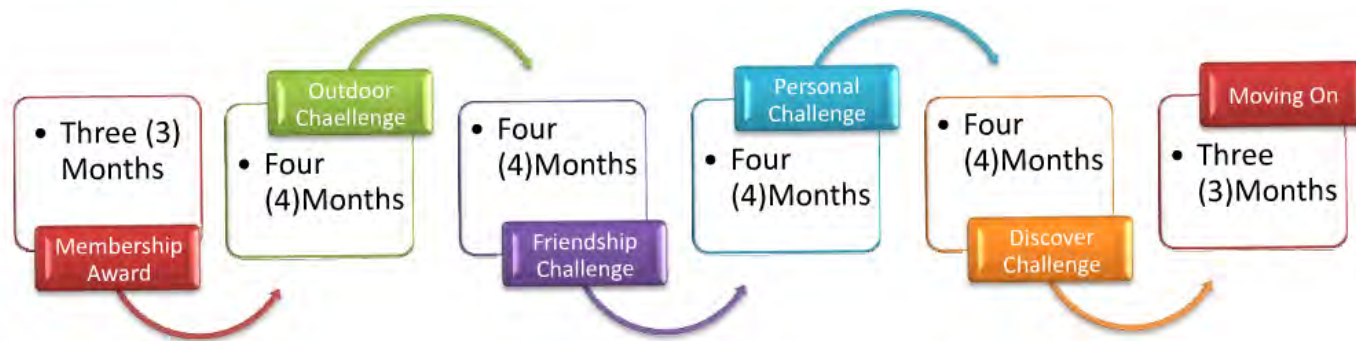 • Three (3)
Months
Membership
Award
Outdoor
Chaellenge
• Four
(4)Months
• Four
(4)Months
Friendship
Challenge
Personal
Challenge
• Four
(4)Months
• Four
(4)Months
Discover
Challenge
Moving On
• Three
(3)Months